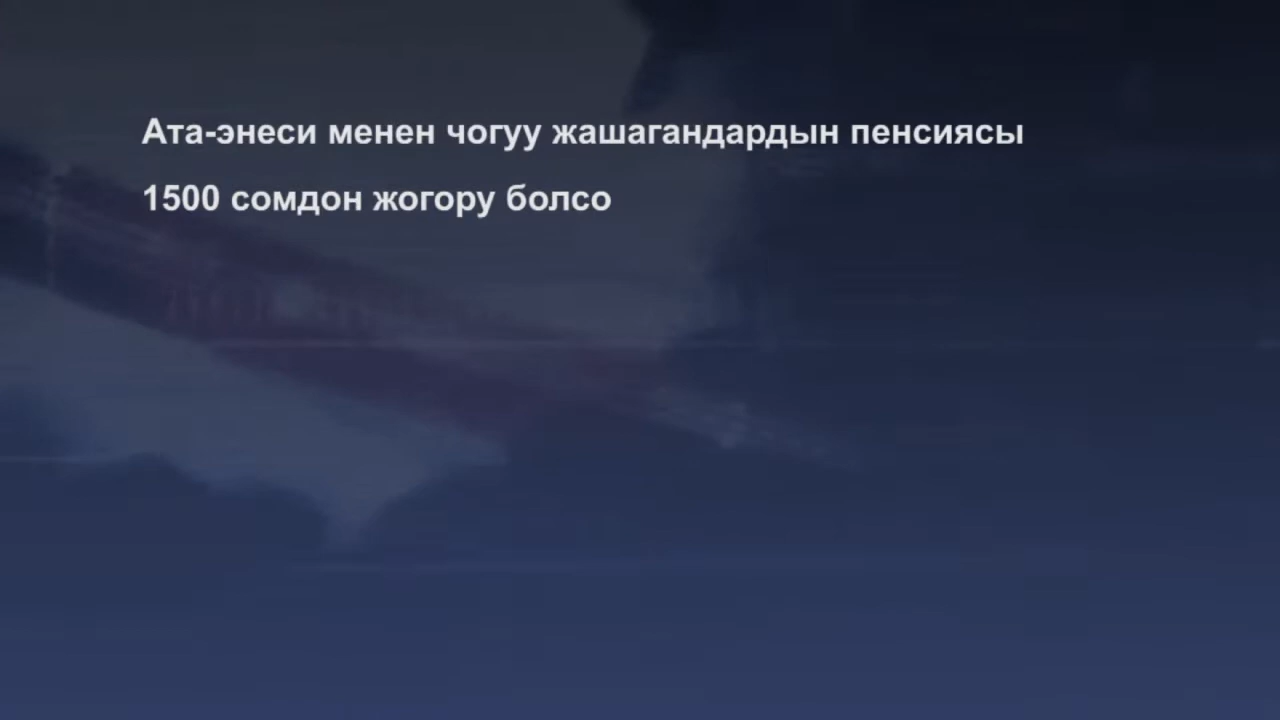 Ата-энеси менен чогуу жашагандардын пенсиясы
1500 сомдон жогору болсо